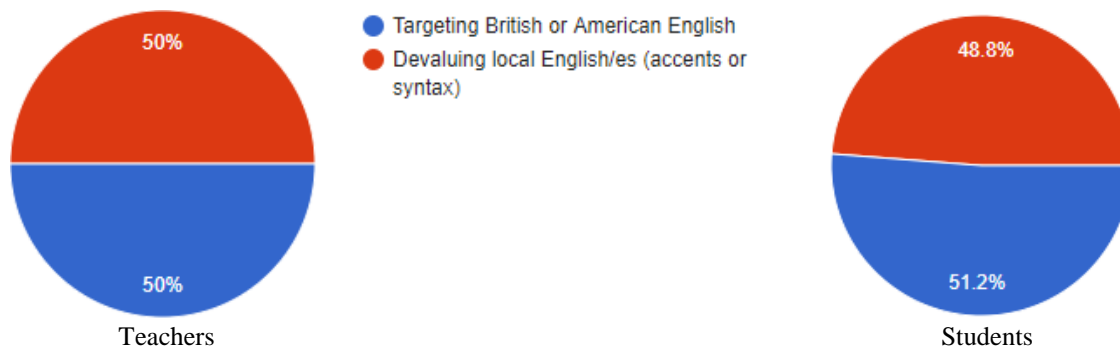 50%
50%
Teachers
Targeting British or American English
Devaluing local English/es (accents or
syntax)
48.8%
51.2%
Students